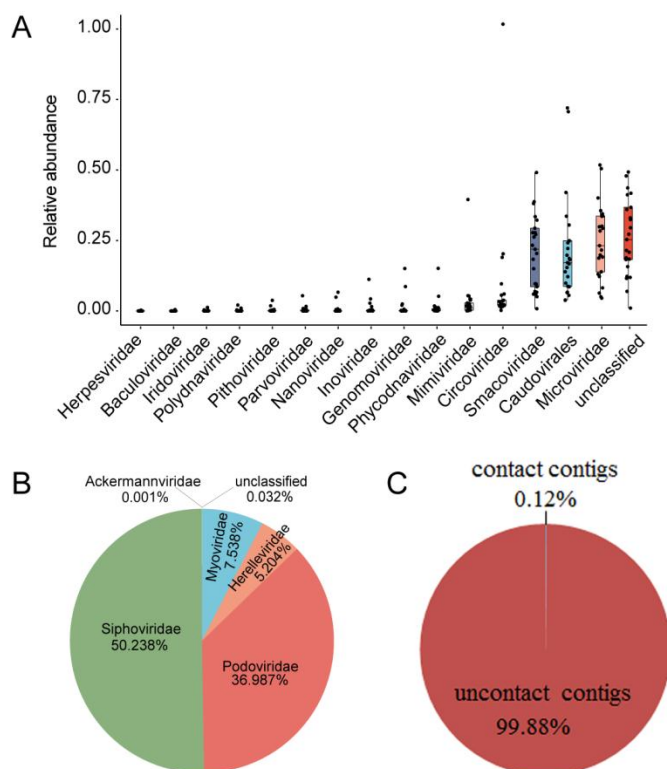 A
Relative abundance
1.00
0.75
0.50
0.25
0.00
Herpesviridae
Baculoviridae
Iridoviridae
Polydnaviridae
Pithoviridae
Parvoviridae
Nanoviridae
Inoviridae
Genomoviridae
Phycodnaviridae
Mimiviridae
Circoviridae
Smacoviridae
Caudovirales
Microviridae
unclassified
B
Ackermannviridae
0.001%
unclassified
0.032%
Myoviridae
7.538%
Herelleviridae
5.204%
Siphoviridae
50.238%
Podoviridae
36.987%
C
contact contigs
0.12%
uncontact contigs
99.88%